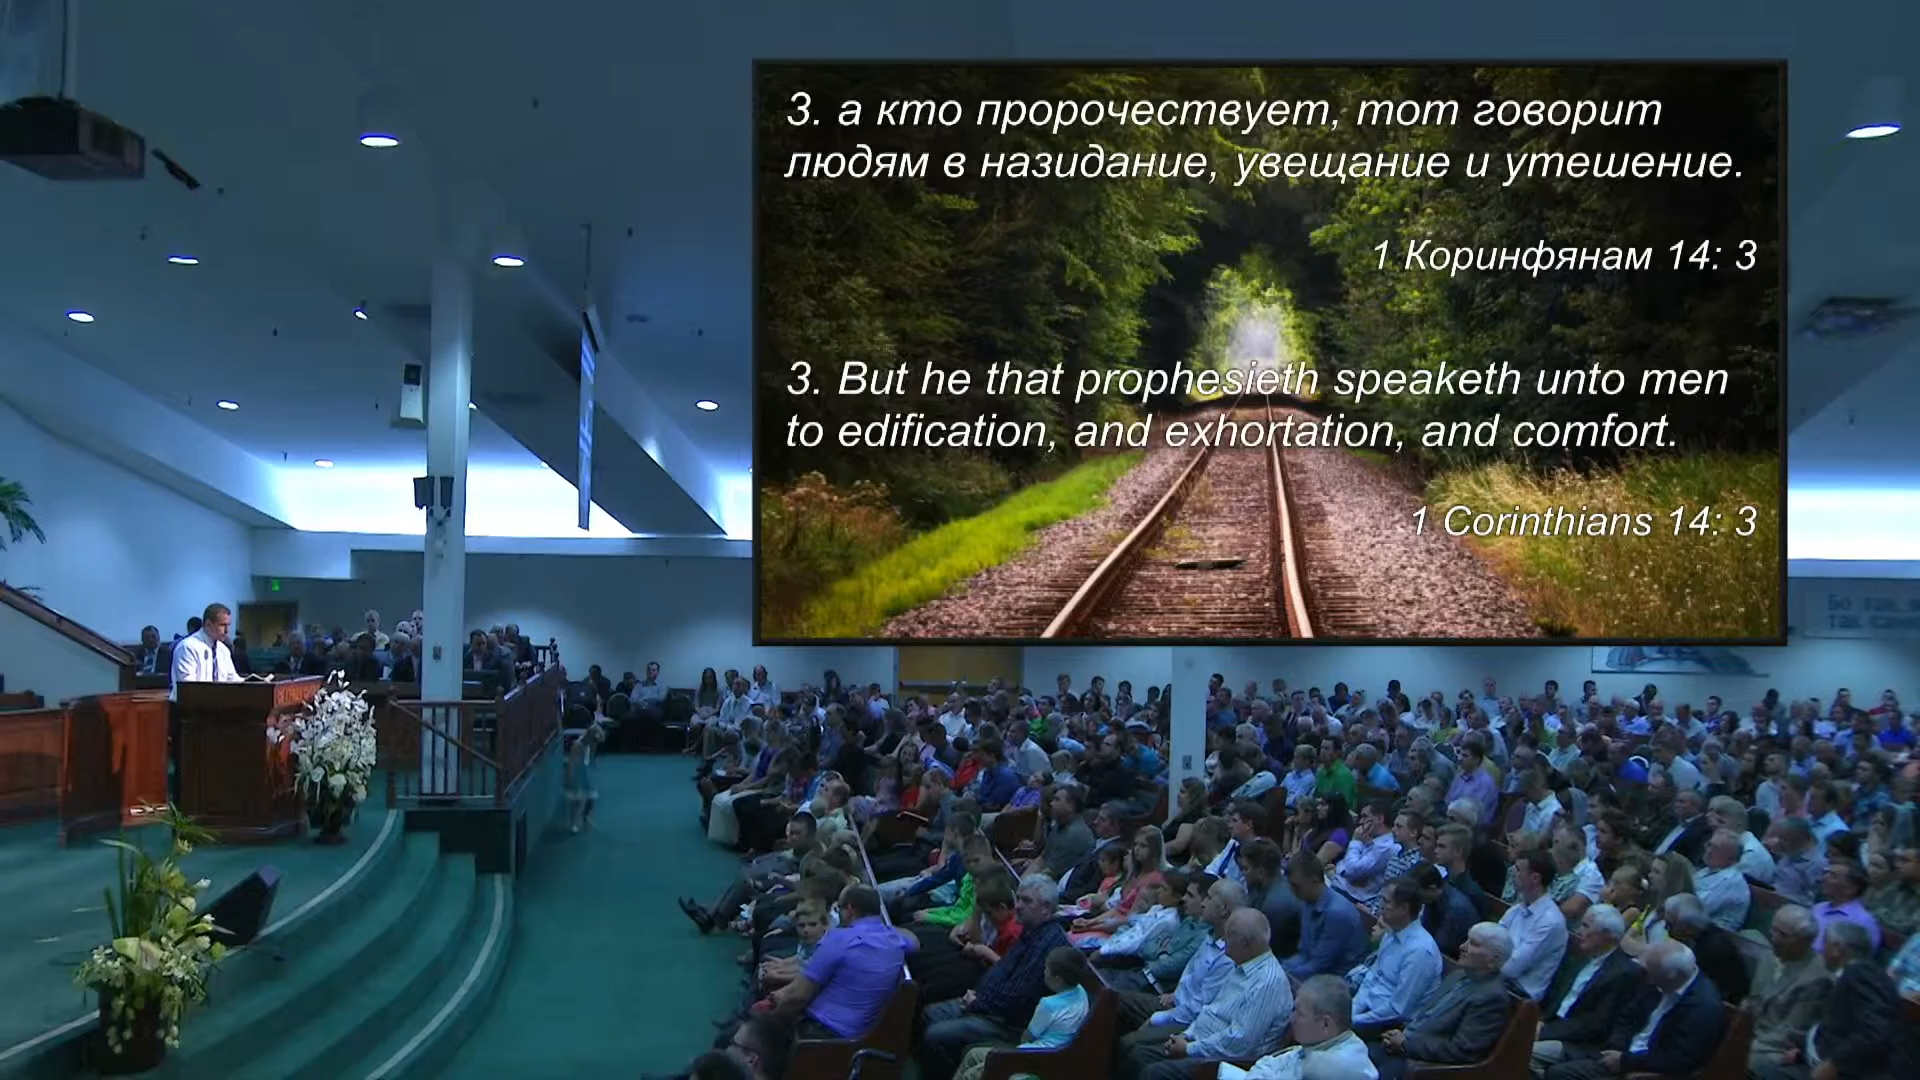 3. а кто пророчествует, тот говорит
людям в назидание, увещание и утешение.
1 Коринфянам 14: 3
3. But he that prophesieth speaketh unto men
to edification, and exhortation, and comfort.
1 Corinthians 14: 3